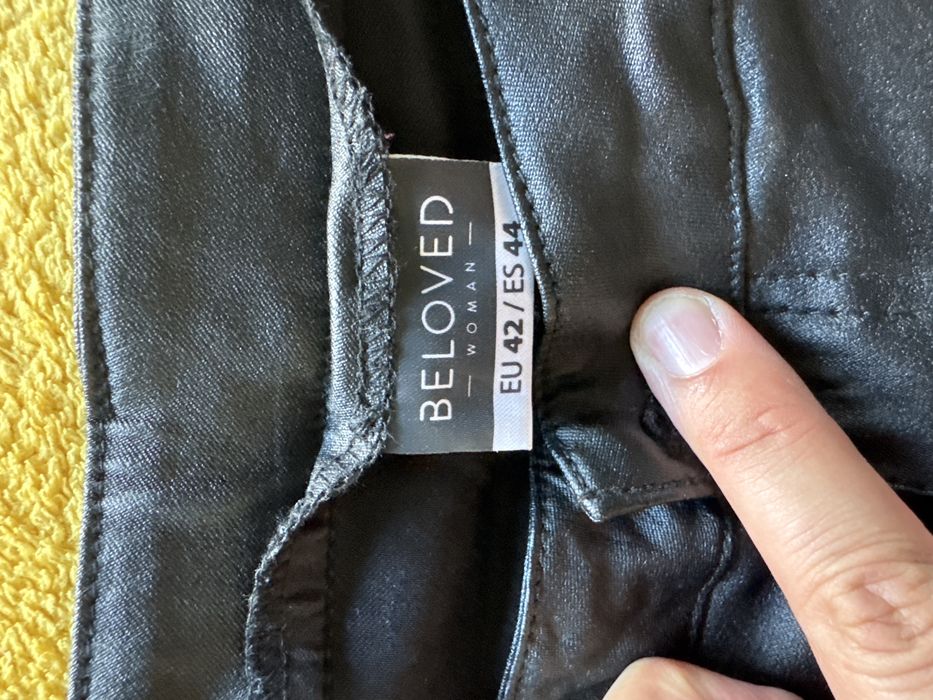 BELOVED
— WOMAN —
EU 42 / ES 44